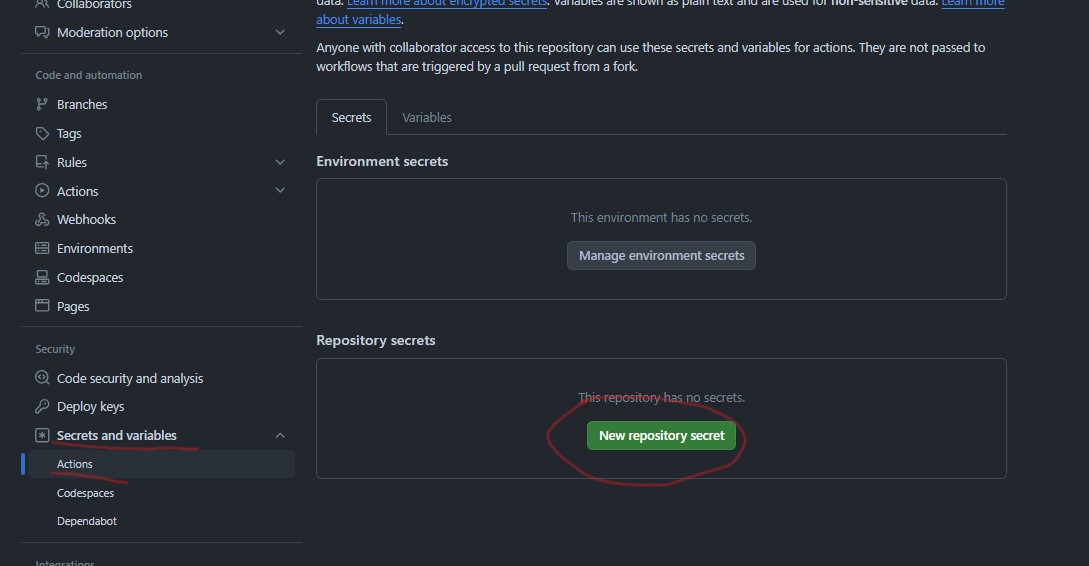 Collaborators
Moderation options
Code and automation
Branches
Tags
Rules
Actions
Webhooks
Environments
Codespaces
Pages
Security
Code security and analysis
Deploy keys
Secrets and variables
Actions
Codespaces
Dependabot
Integrations
data. Learn more about encrypted secrets. Variables are shown as plain text and are used for non-sensitive data. Learn more
about variables.
Anyone with collaborator access to this repository can use these secrets and variables for actions. They are not passed to
workflows that are triggered by a pull request from a fork.
Secrets Variables
Environment secrets
This environment has no secrets.
Manage environment secrets
Repository secrets
This repository has no secrets.
New repository secret